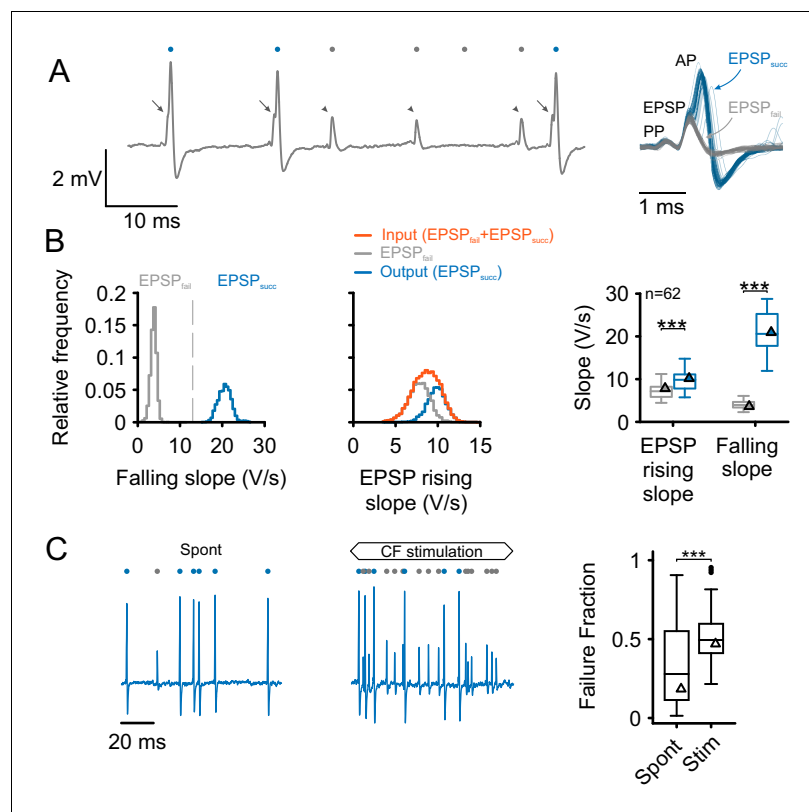 A
2 mV
10 ms
AP
EPSP
PP
EPSPsucc
EPSPfail
1 ms
B
Relative frequency
0.2
0.15
0.1
0.05
0
EPSPfail
EPSPsucc
0 10 20 30
Falling slope (V/s)
Input (EPSPfail+EPSPsucc)
EPSPfail
Output (EPSPsucc)
0 5 10 15
EPSP rising
slope (V/s)
Slope (V/s)
30
20
10
0
n=62
***
***
EPSP
rising
slope
Falling
slope
C
Spont
20 ms
CF stimulation
Failure Fraction
1
0.5
0
***
Spont
Stim